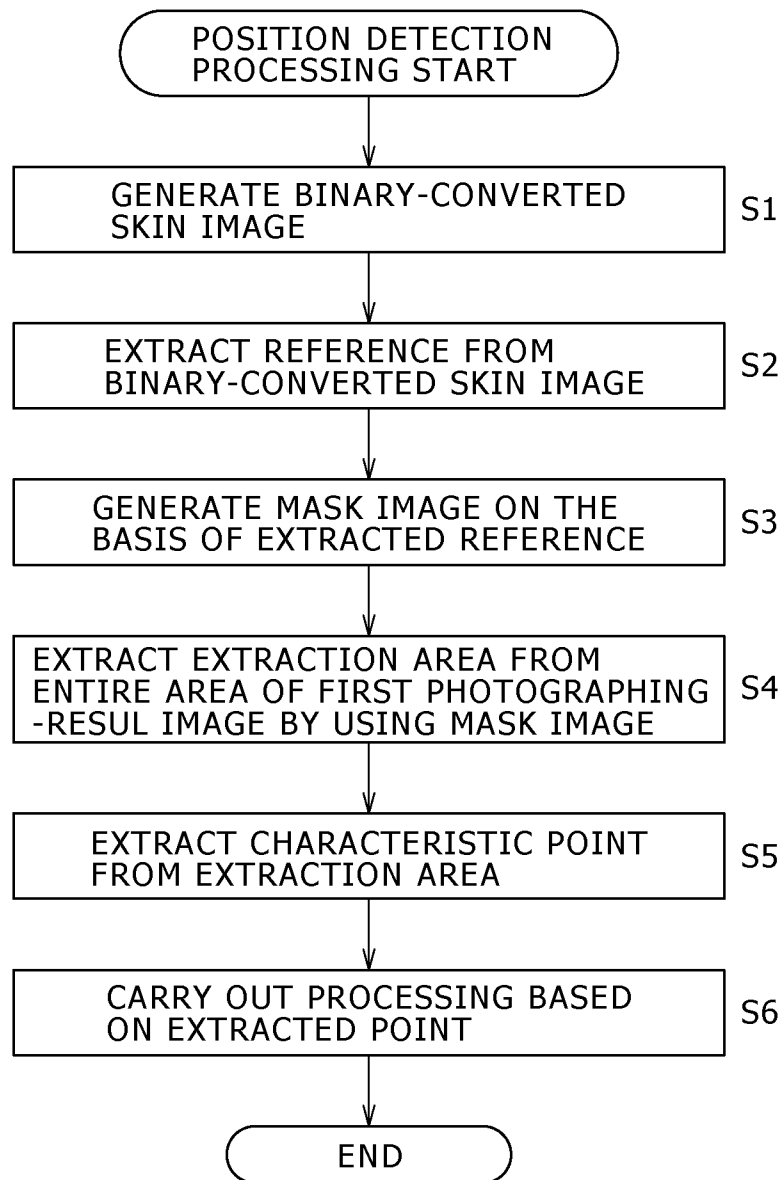 POSITION DETECTION
PROCESSING START
GENERATE BINARY-CONVERTED
SKIN IMAGE
S1
EXTRACT REFERENCE FROM
BINARY-CONVERTED SKIN IMAGE
S2
GENERATE MASK IMAGE ON THE
BASIS OF EXTRACTED REFERENCE
S3
EXTRACT EXTRACTION AREA FROM
ENTIRE AREA OF FIRST PHOTOGRAPHING
-RESUL IMAGE BY USING MASK IMAGE
S4
EXTRACT CHARACTERISTIC POINT
FROM EXTRACTION AREA
S5
CARRY OUT PROCESSING BASED
ON EXTRACTED POINT
S6
END